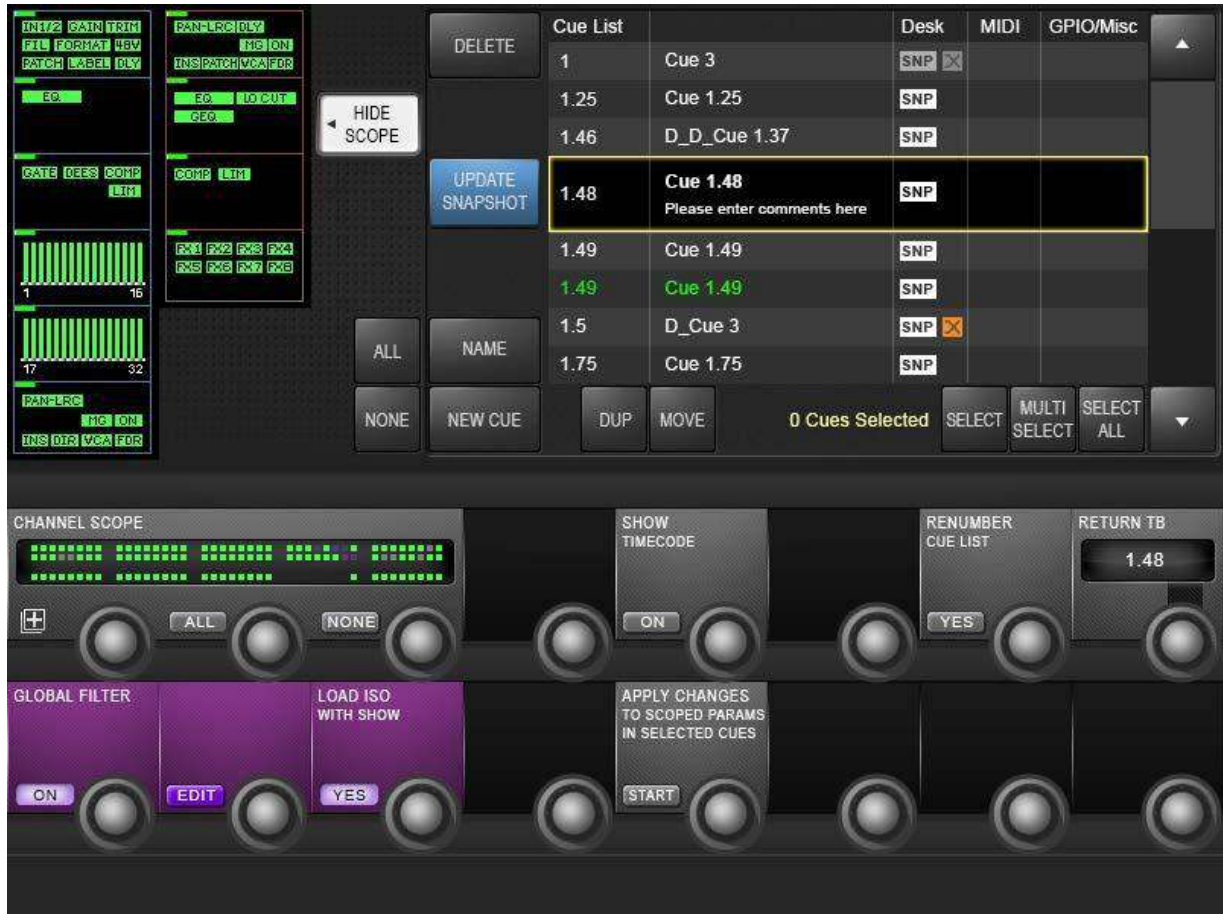 IN1/2 GAIN TRIM
FIL FORMAT 48V
PATCH LABEL DLY
EQ
GATE DEES COMP
LIM
1 16
17 32
PAN-LRC
MG ON
INS DIR VCA FDR
PAN-LRC DLY
MG ON
INS PATCH VCA FDR
EQ LO CUT
GEQ
COMP LIM
FX1 FX2 FX3 FX4
FX5 FX6 FX7 FX8
HIDE
SCOPE
ALL
NONE
DELETE
UPDATE
SNAPSHOT
NAME
NEW CUE
Cue List Desk MIDI GPIO/Misc
1 Cue 3 SNP
1.25 Cue 1.25 SNP
1.46 D_D_Cue 1.37 SNP
1.48 Cue 1.48 SNP
Please enter comments here
1.49 Cue 1.49 SNP
1.49 Cue 1.49 SNP
1.5 D_Cue 3 SNP
1.75 Cue 1.75 SNP
DUP MOVE 0 Cues Selected SELECT
MULTI
SELECT
SELECT
ALL
CHANNEL SCOPE
ALL NONE
SHOW
TIMECODE
ON
RENUMBER
CUE LIST
YES
RETURN TB
1.48
GLOBAL FILTER
ON
EDIT
LOAD ISO
WITH SHOW
YES
APPLY CHANGES
TO SCOPED PARAMS
IN SELECTED CUES
START